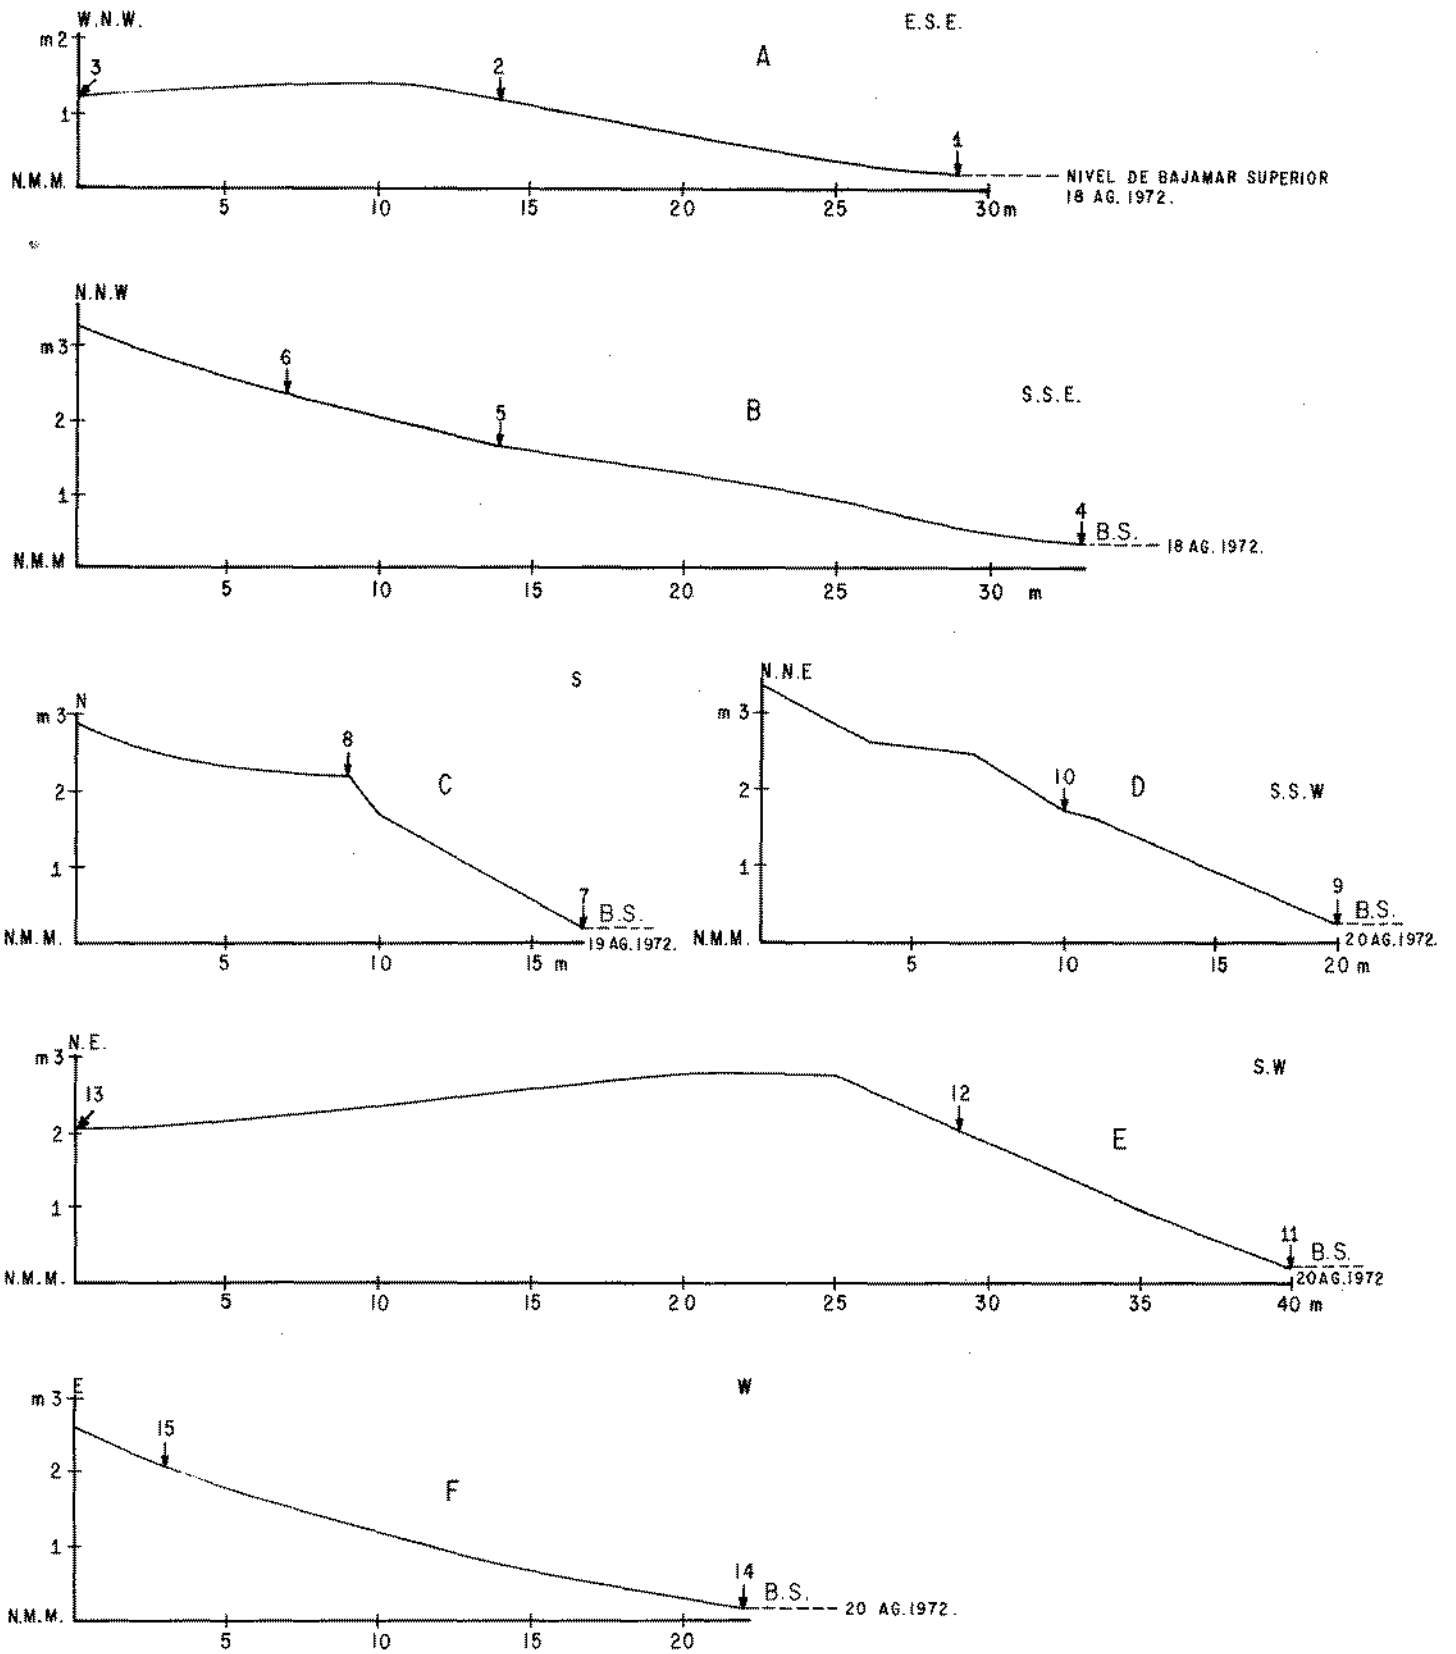 W.N.W.
E.S.E.
m 2
A
3
2
1
1
N.M.M.
NIVEL DE BAJAMAR SUPERIOR
18 AG. 1972.
5 10 15 20 25 30 m
N.N.W
m 3
6
S.S.E.
B
2
5
1
4
B.S.
18 AG. 1972.
N.M.M
5 10 15 20 25 30 m
N
S
m 3
8
C
2
1
7
B.S.
N.M.M.
19 AG. 1972.
5 10 15 m
N.N.E
m 3
10
D
S.S.W
2
1
9
B.S.
N.M.M.
20 AG. 1972.
5 10 15 20 m
N.E.
m 3
S.W
13
12
2
E
1
11
B.S.
N.M.M.
20 AG. 1972
5 10 15 20 25 30 35 40 m
E
W
m 3
15
2
F
1
14
B.S.
N.M.M.
20 AG. 1972.
5 10 15 20